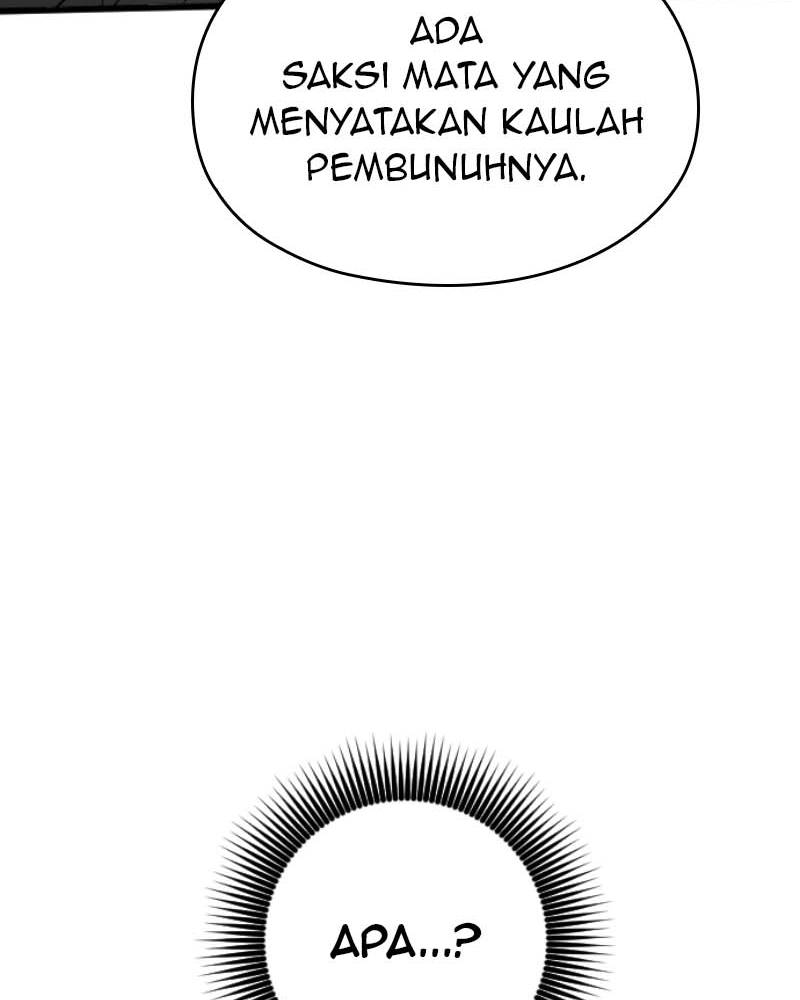 ADA
SAKSI MATA YANG
MENYATAKAN KAULAH
PEMBUNUHNYA.
APA...?